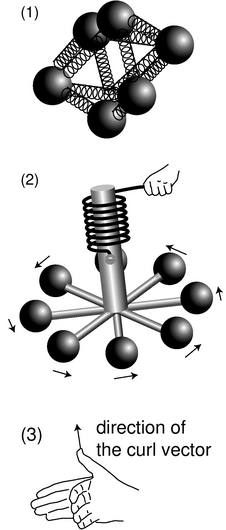 (1)
(2)
(3)
direction of
the curl vector